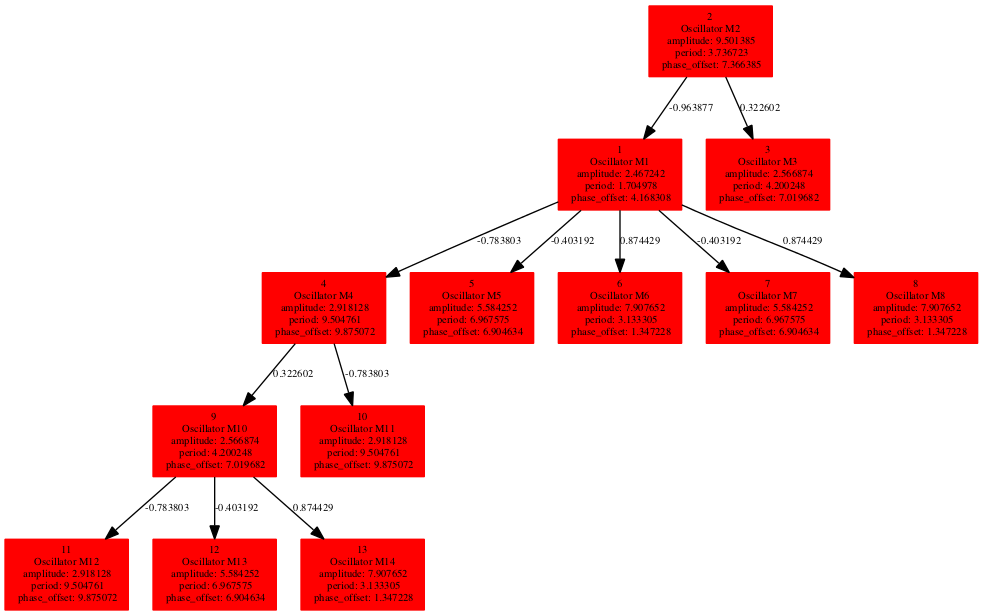 2
Oscillator M2
amplitude: 9.501385
period: 3.736723
phase_offset: 7.366385
-0.963877
0.322602
1
Oscillator M1
amplitude: 2.467242
period: 1.704978
phase_offset: 4.168308
3
Oscillator M3
amplitude: 2.566874
period: 4.200248
phase_offset: 7.019682
-0.783803
-0.403192
0.874429
-0.403192
0.874429
4
Oscillator M4
amplitude: 2.918128
period: 9.504761
phase_offset: 9.875072
5
Oscillator M5
amplitude: 5.584252
period: 6.967575
phase_offset: 6.904634
6
Oscillator M6
amplitude: 7.907652
period: 3.133305
phase_offset: 1.347228
7
Oscillator M7
amplitude: 5.584252
period: 6.967575
phase_offset: 6.904634
8
Oscillator M8
amplitude: 7.907652
period: 3.133305
phase_offset: 1.347228
0.322602
-0.783803
9
Oscillator M10
amplitude: 2.566874
period: 4.200248
phase_offset: 7.019682
10
Oscillator M11
amplitude: 2.918128
period: 9.504761
phase_offset: 9.875072
-0.783803
-0.403192
0.874429
11
Oscillator M12
amplitude: 2.918128
period: 9.504761
phase_offset: 9.875072
12
Oscillator M13
amplitude: 5.584252
period: 6.967575
phase_offset: 6.904634
13
Oscillator M14
amplitude: 7.907652
period: 3.133305
phase_offset: 1.347228